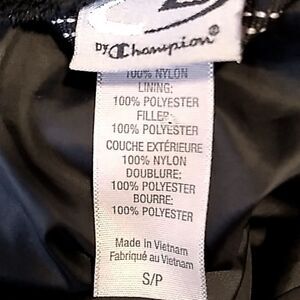 BY Champion®
100% NYLON
LINING:
100% POLYESTER
FILLER:
100% POLYESTER
COUCHE EXTÉRIEURE
100% NYLON
DOUBLURE:
100% POLYESTER
BOURRE:
100% POLYESTER
Made in Vietnam
Fabriqué au Vietnam
S/P